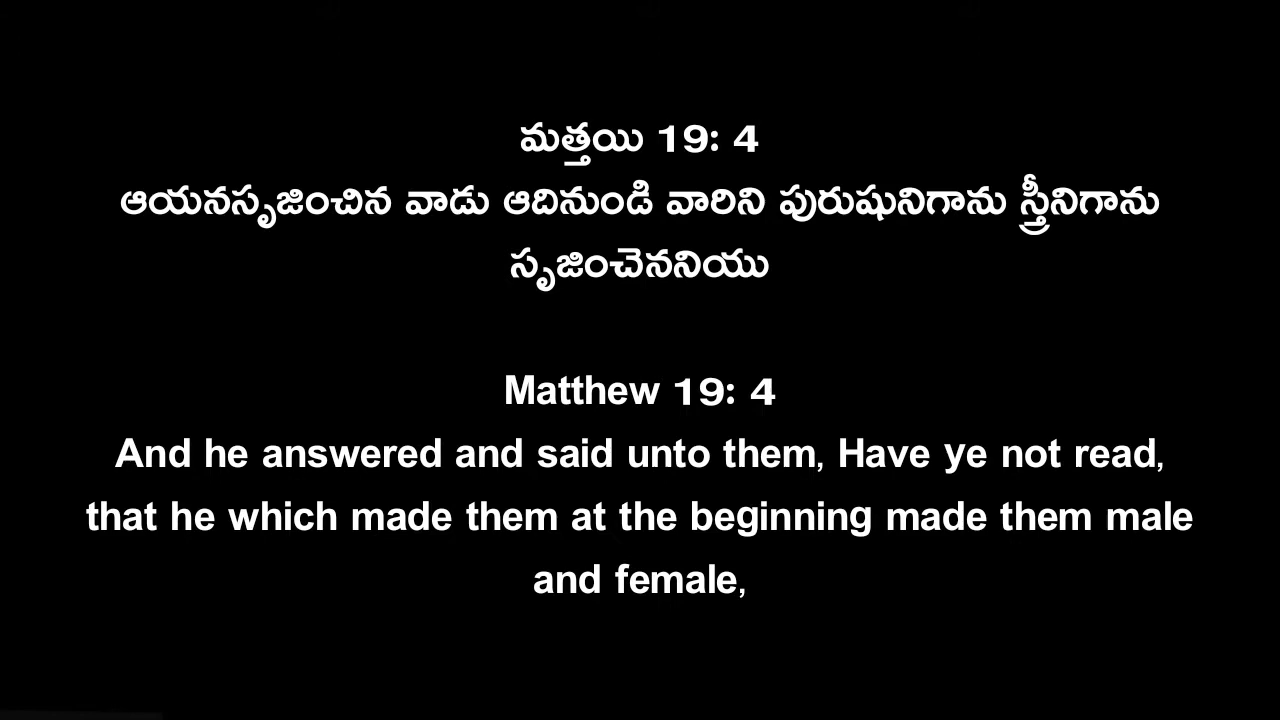 మత్తయి 19: 4
ఆయనసృజించిన వాడు ఆదినుండి వారిని పురుషునిగాను స్త్రీనిగాను
సృజించెననియు
Matthew 19: 4
And he answered and said unto them, Have ye not read,
that he which made them at the beginning made them male
and female,